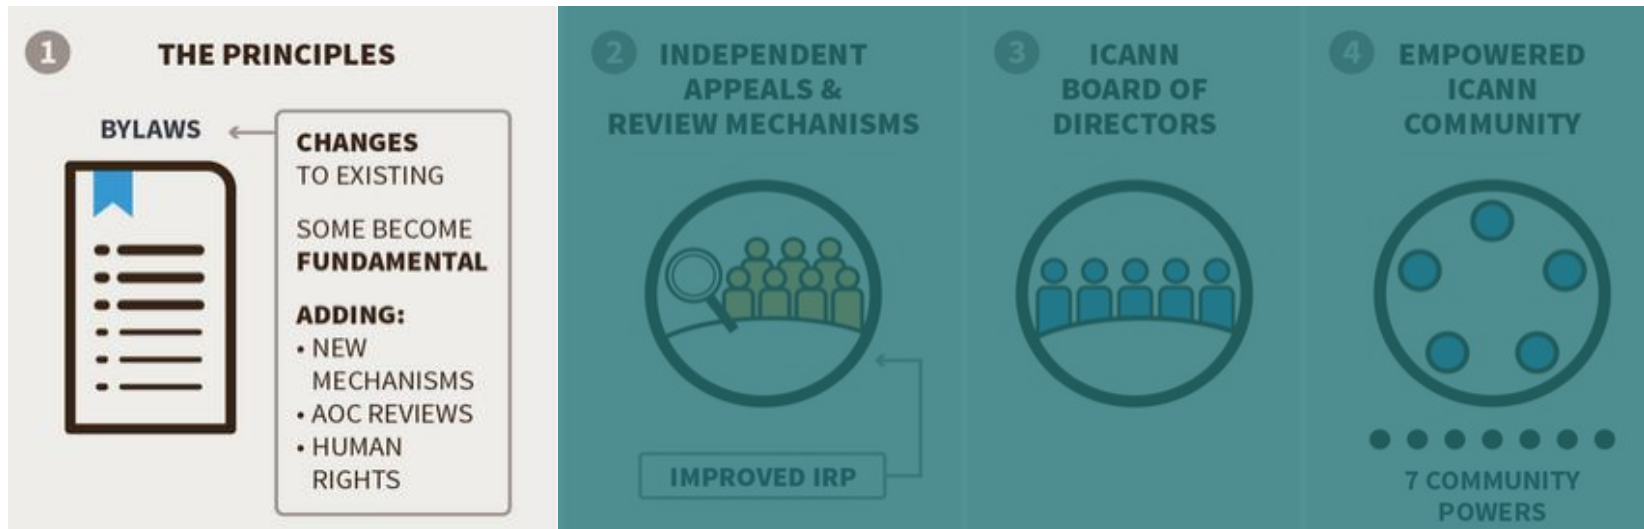 1
THE PRINCIPLES
BYLAWS
CHANGES
TO EXISTING
SOME BECOME
FUNDAMENTAL
ADDING:
• NEW
MECHANISMS
• AOC REVIEWS
• HUMAN
RIGHTS
2
INDEPENDENT
APPEALS &
REVIEW MECHANISMS
IMPROVED IRP
3
ICANN
BOARD OF
DIRECTORS
4
EMPOWERED
ICANN
COMMUNITY
7 COMMUNITY
POWERS